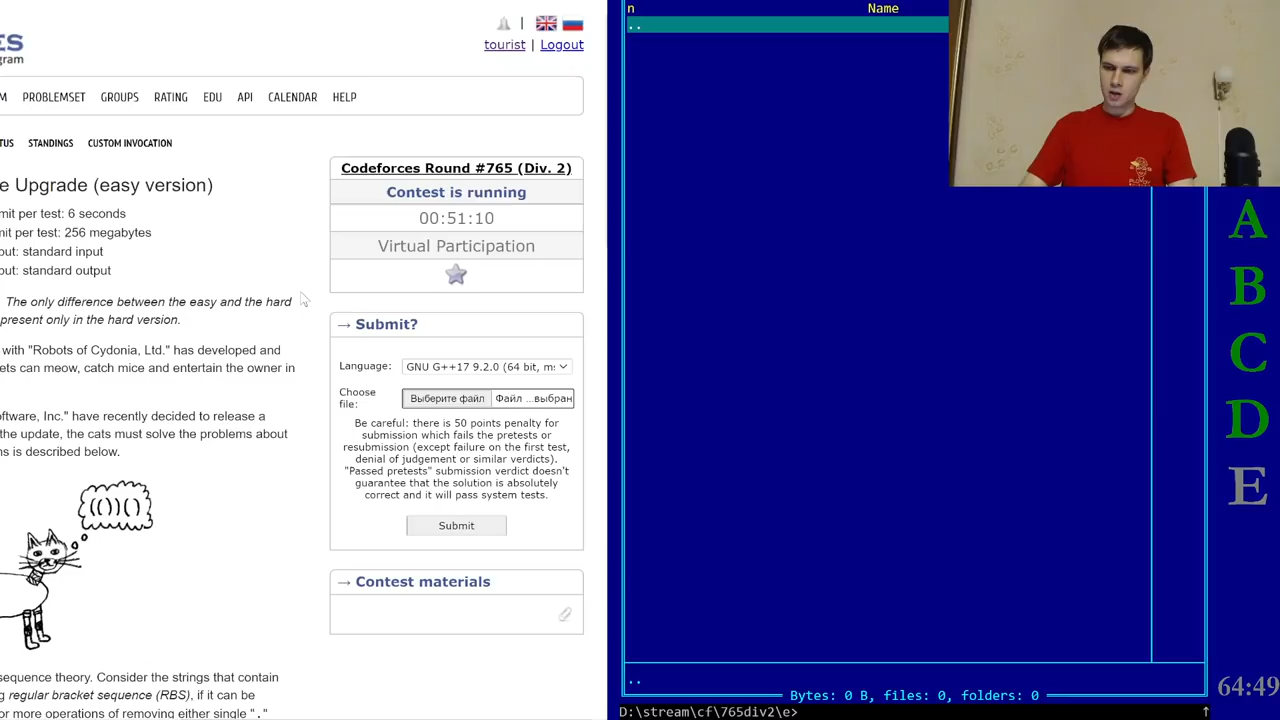 ES
gram
|
tourist | Logout
M PROBLEMSET GROUPS RATING EDU API CALENDAR HELP
TUS STANDINGS CUSTOM INVOCATION
e Upgrade (easy version)
mit per test: 6 seconds
mit per test: 256 megabytes
put: standard input
put: standard output
The only difference between the easy and the hard
present only in the hard version.
with "Robots of Cydonia, Ltd." has developed and
ets can meow, catch mice and entertain the owner in
oftware, Inc." have recently decided to release a
the update, the cats must solve the problems about
ns is described below.
sequence theory. Consider the strings that contain
g regular bracket sequence (RBS), if it can be
or more operations of removing either single "."
Codeforces Round #765 (Div. 2)
Contest is running
00:51:10
Virtual Participation
→ Submit?
Language: GNU G++17 9.2.0 (64 bit, m
Choose
file:
Выберите файл Файл ...выбран
Be careful: there is 50 points penalty for
submission which fails the pretests or
resubmission (except failure on the first test,
denial of judgement or similar verdicts).
"Passed pretests" submission verdict doesn't
guarantee that the solution is absolutely
correct and it will pass system tests.
Submit
→ Contest materials
n Name
..
..
Bytes: 0 B, files: 0, folders: 0
D:\stream\cf\765div2\e>
A
B
C
D
E
64:49